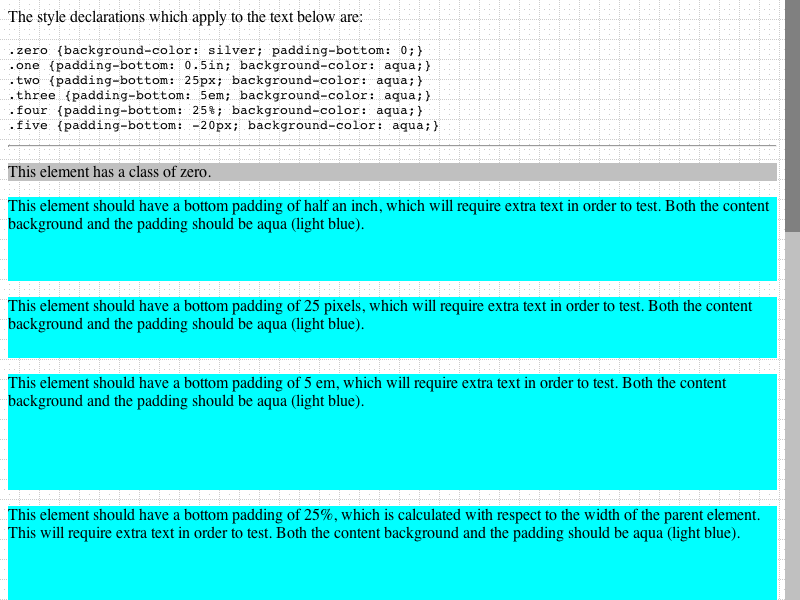 The style declarations which apply to the text below are:
.zero {background-color: silver; padding-bottom: 0;}
.one {padding-bottom: 0.5in; background-color: aqua;}
.two {padding-bottom: 25px; background-color: aqua;}
.three {padding-bottom: 5em; background-color: aqua;}
.four {padding-bottom: 25%; background-color: aqua;}
.five {padding-bottom: -20px; background-color: aqua;}
This element has a class of zero.
This element should have a bottom padding of half an inch, which will require extra text in order to test. Both the content
background and the padding should be aqua (light blue).
This element should have a bottom padding of 25 pixels, which will require extra text in order to test. Both the content
background and the padding should be aqua (light blue).
This element should have a bottom padding of 5 em, which will require extra text in order to test. Both the content
background and the padding should be aqua (light blue).
This element should have a bottom padding of 25%, which is calculated with respect to the width of the parent element.
This will require extra text in order to test. Both the content background and the padding should be aqua (light blue).